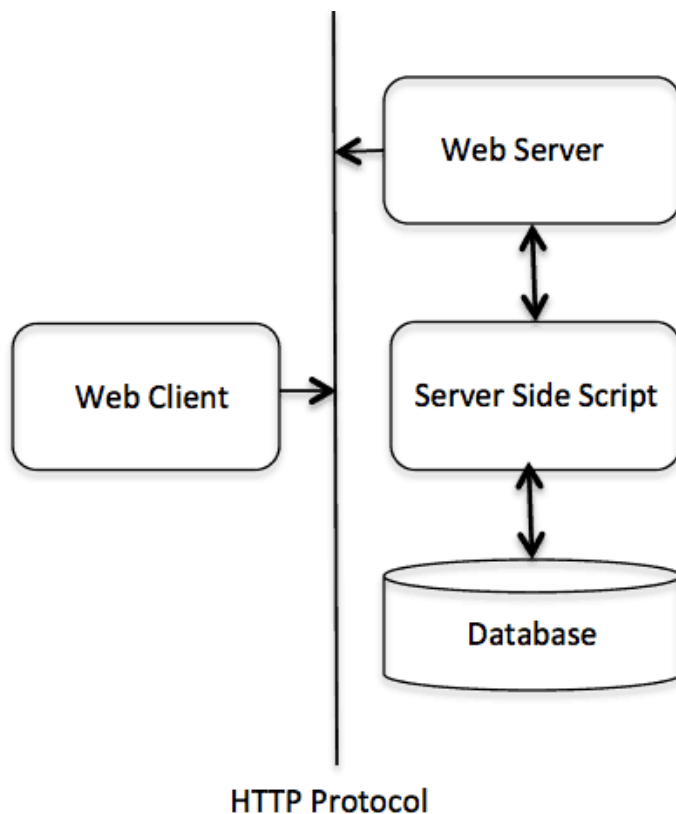 Web Server
Web Client
Server Side Script
Database
HTTP Protocol